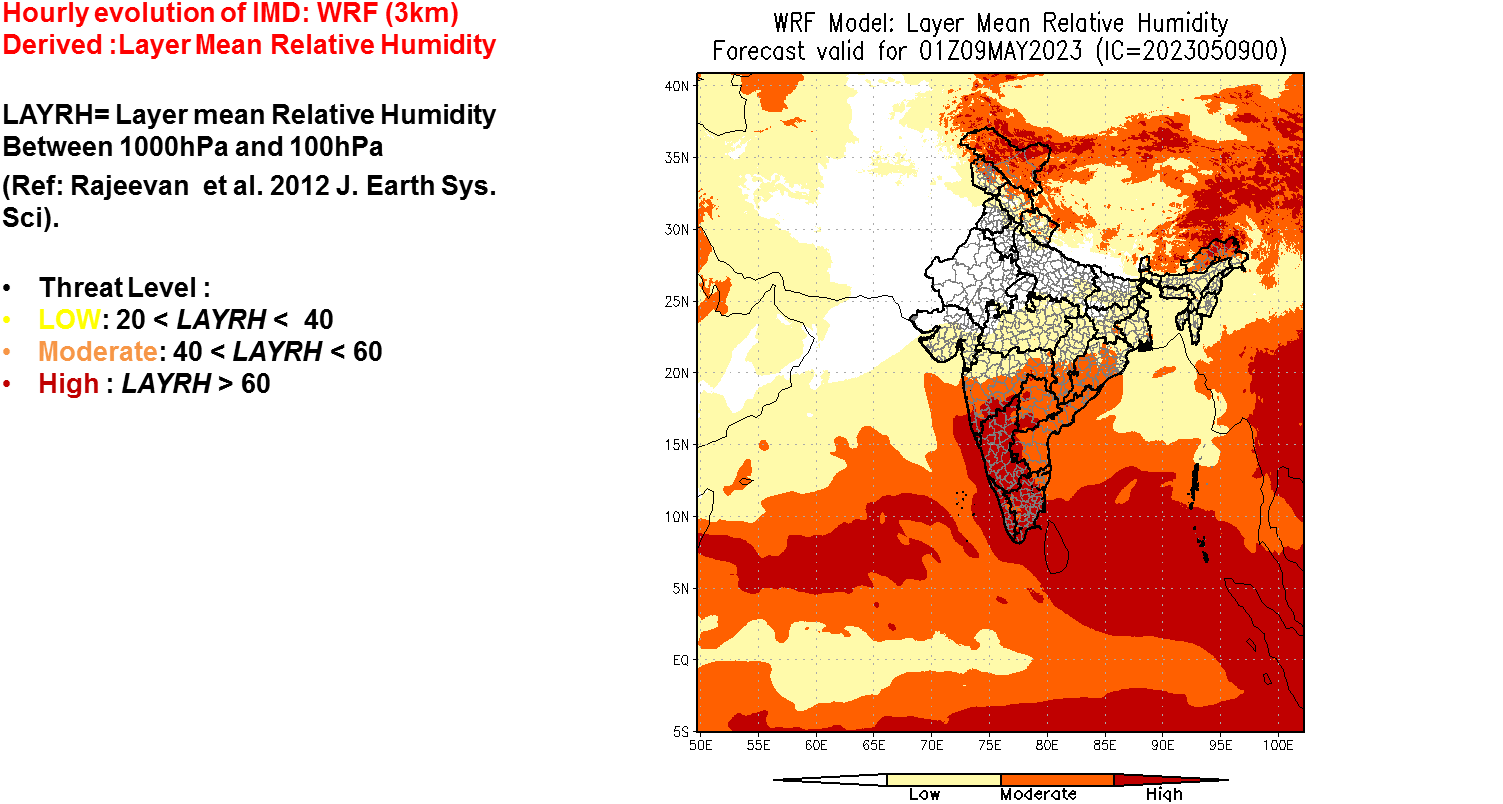 Hourly evolution of IMD: WRF (3km)
Derived :Layer Mean Relative Humidity
LAYRH= Layer mean Relative Humidity
Between 1000hPa and 100hPa
(Ref: Rajeevan et al. 2012 J. Earth Sys.
Sci).
• Threat Level :
• LOW: 20 < LAYRH < 40
• Moderate: 40 < LAYRH < 60
• High : LAYRH > 60
WRF Model: Layer Mean Relative Humidity
Forecast valid for 01Z09MAY2023 (IC=2023050900)
40N
35N
30N
25N
20N
15N
10N
5N
EQ
5S
50E 55E 60E 65E 70E 75E 80E 85E 90E 95E 100E
Low Moderate High